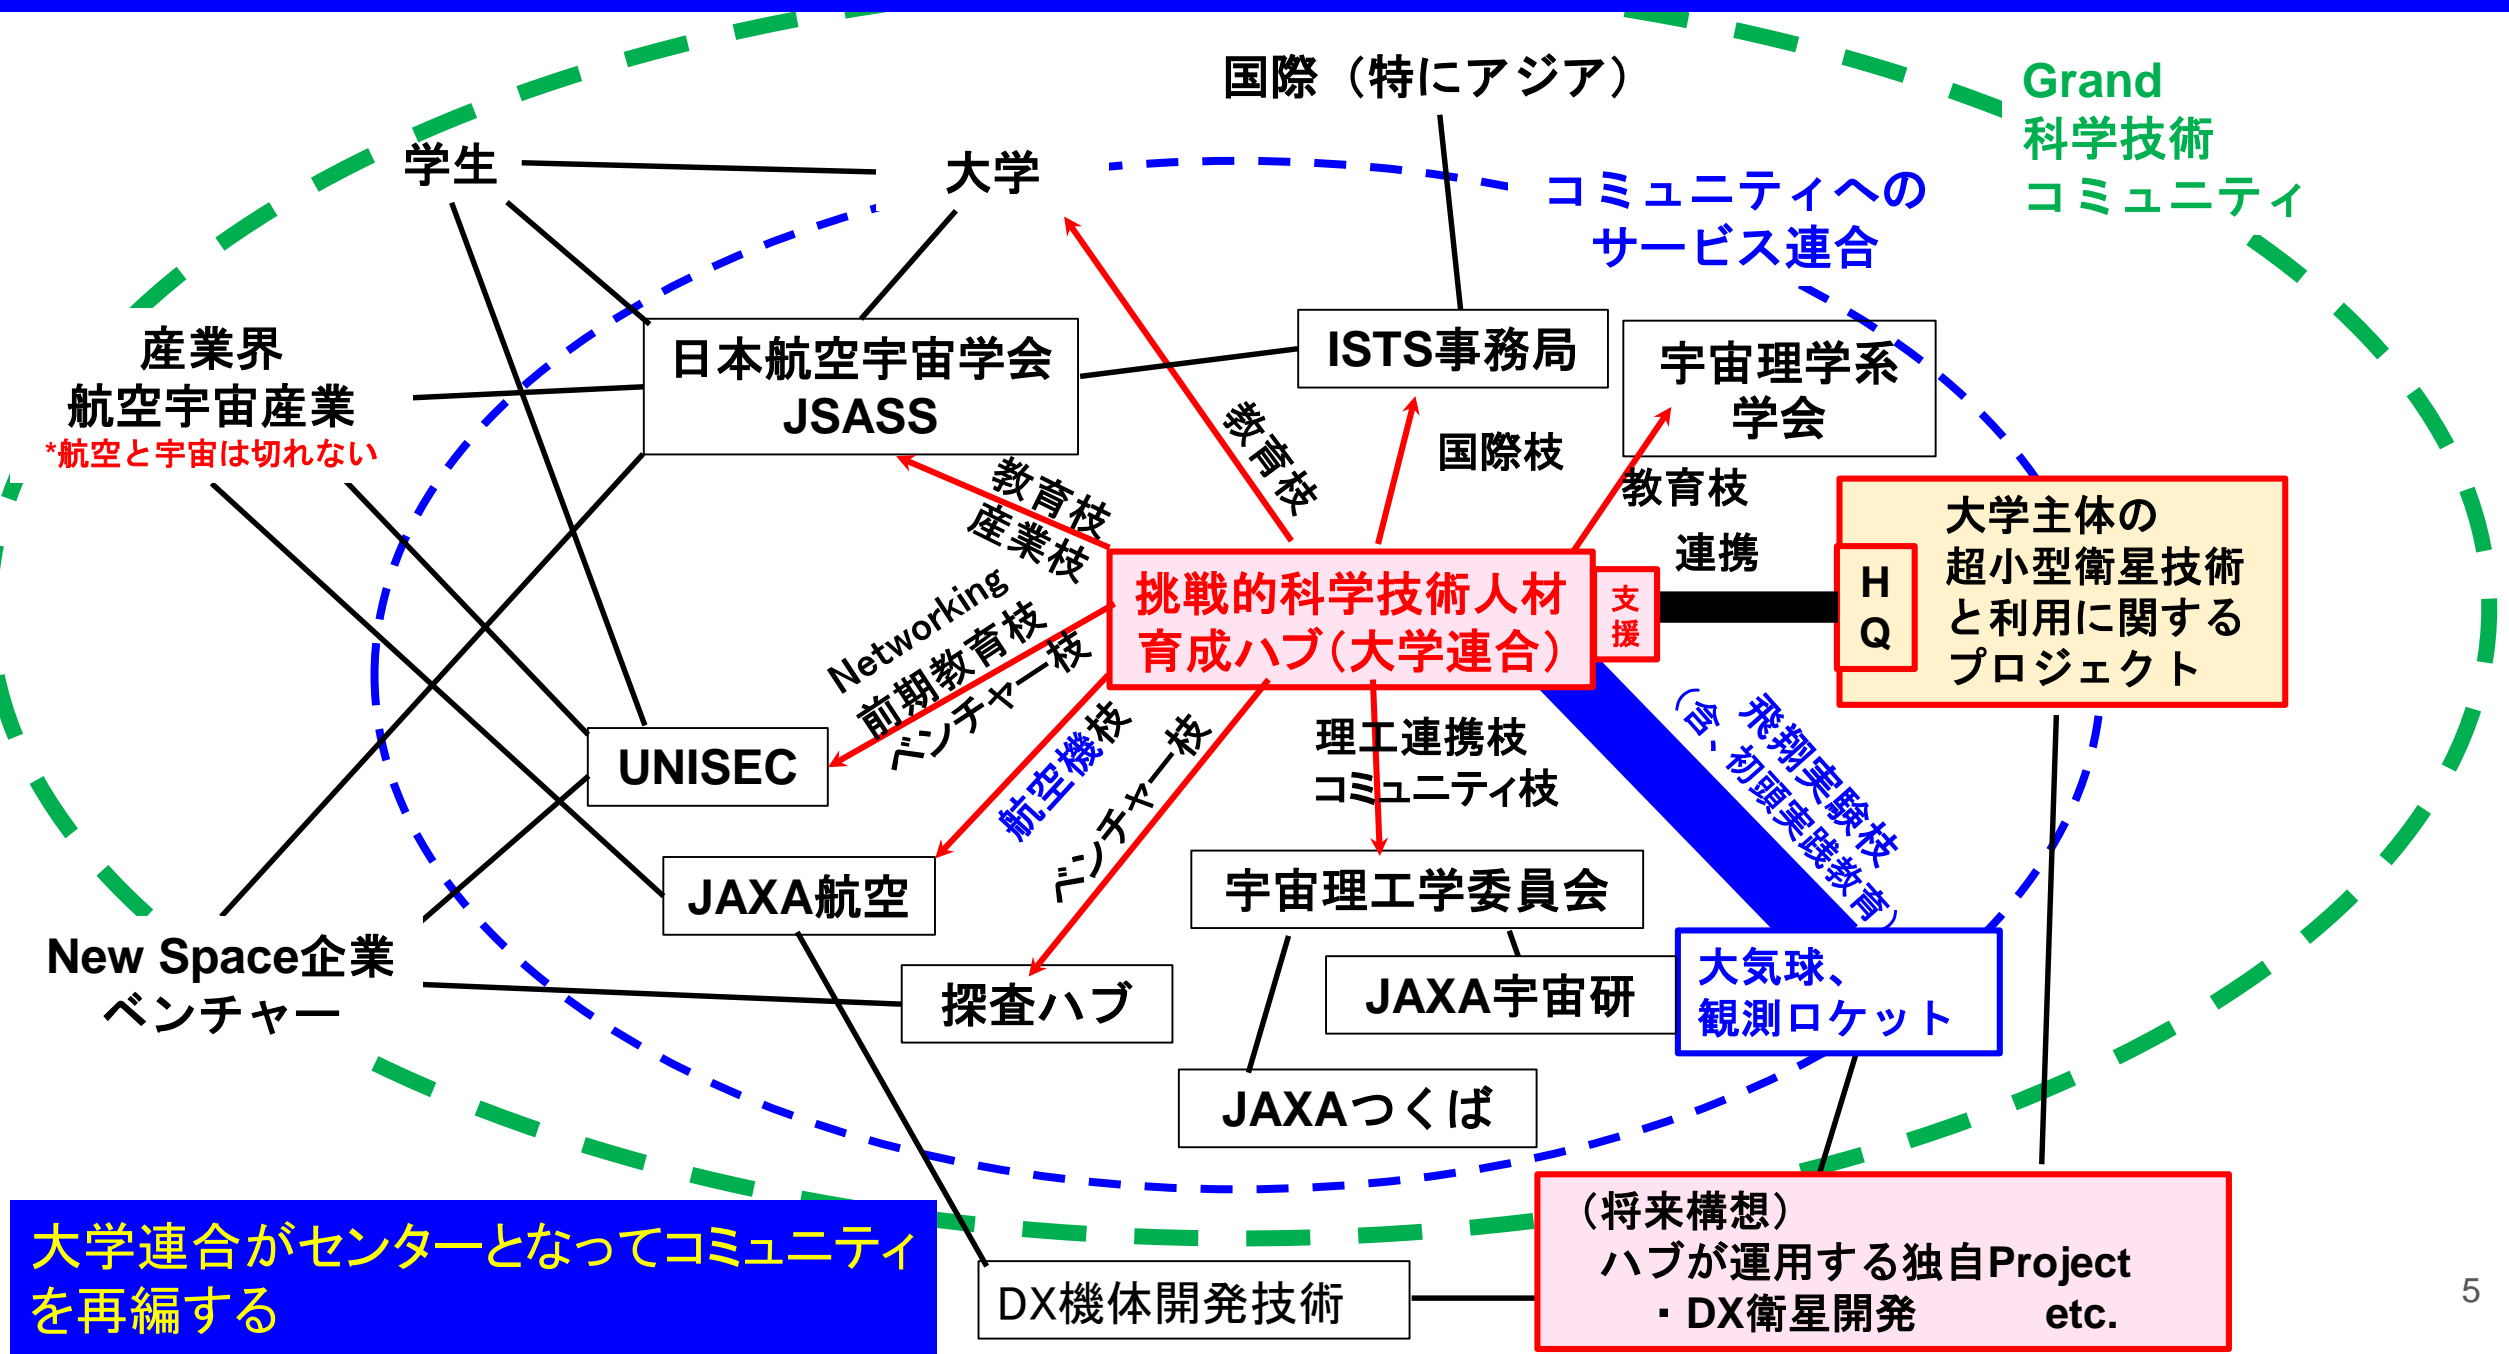 国際（特にアジア）
Grand
科学技術
コミュニティ
学生
大学
コミュニティへの
サービス連合
産業界
航空宇宙産業
*航空と宇宙は切れない
日本航空宇宙学会
JSASS
ISTS事務局
宇宙理学系
学会
教育枝
国際枝
教育枝
教育枝
産業枝
連携
大学主体の
超小型衛星技術
と利用に関する
プロジェクト
HQ
挑戦的科学技術人材
育成ハブ（大学連合）
支援
Networking
前期教育枝
ベンチャー枝
UNISEC
航空機枝
ベンチャー枝
理工連携枝
コミュニティ枝
飛翔実験枝
（含、初頭実践教育）
JAXA航空
宇宙理工学委員会
New Space企業
ベンチャー
探査ハブ
JAXA宇宙研
大気球、
観測ロケット
JAXAつくば
大学連合がセンターとなってコミュニティ
を再編する
DX機体開発技術
（将来構想）
ハブが運用する独自Project
・DX衛星開発 etc.
5